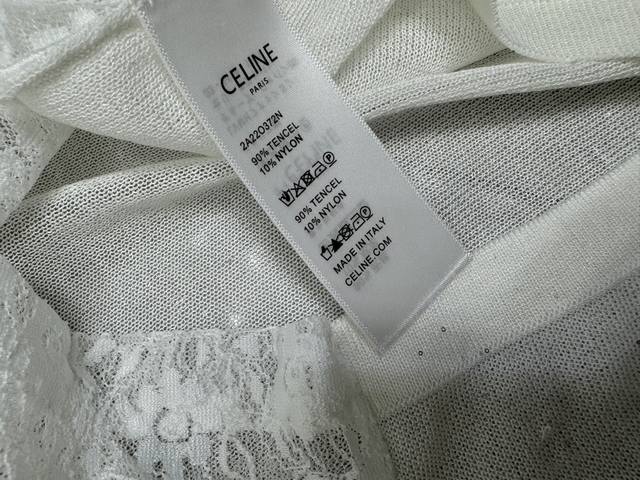 CELINE
PARIS
2A22O372N
90% TENCEL
10% NYLON
90% TENCEL
10% NYLON
MADE IN ITALY
CELINE.COM